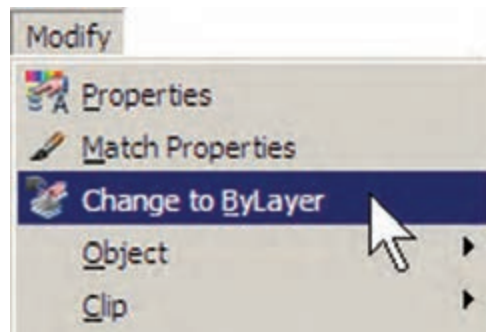 Modify
Properties
Match Properties
Change to ByLayer
Object
Clip